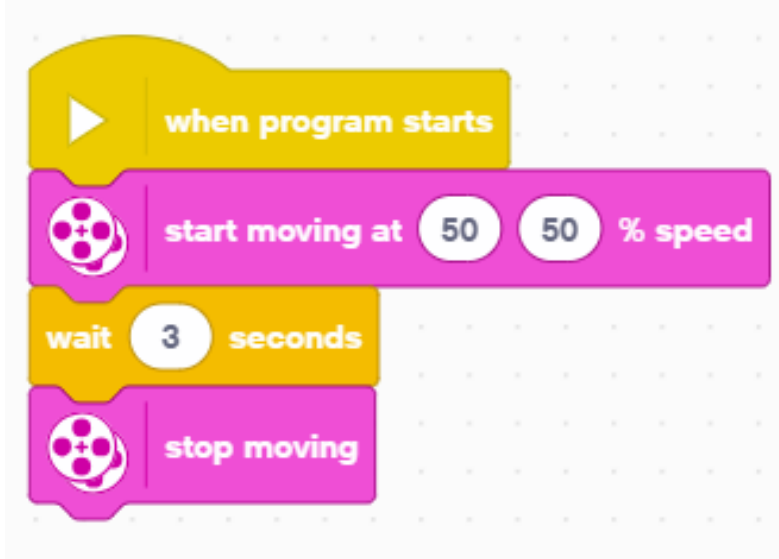 when program starts
start moving at 50 50 % speed
wait 3 seconds
stop moving